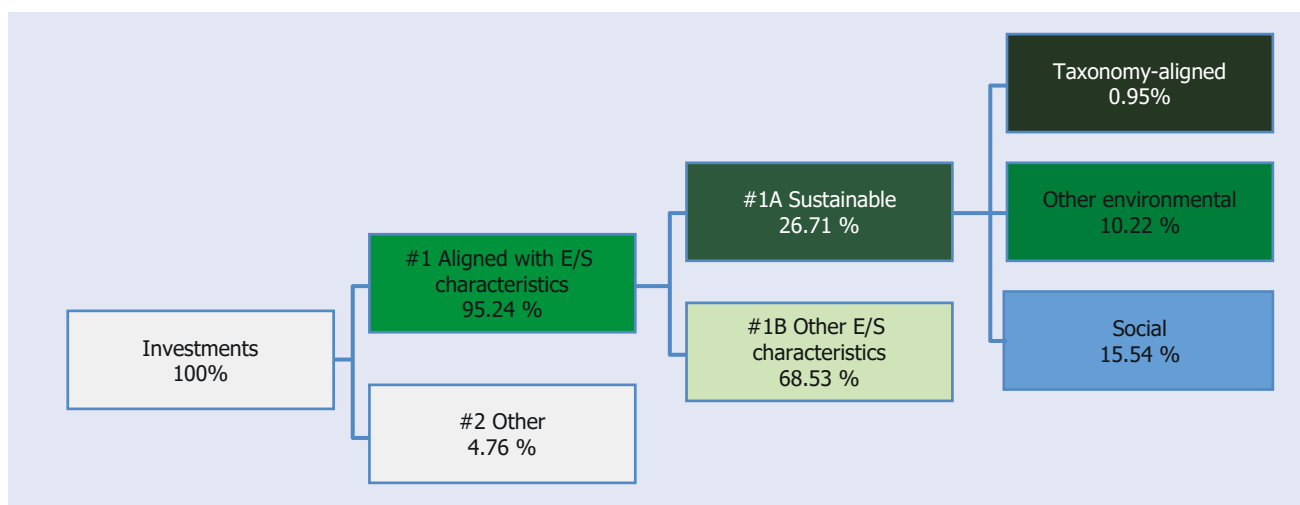 Investments
100%
#1 Aligned with E/S
characteristics
95.24 %
#2 Other
4.76 %
#1A Sustainable
26.71 %
#1B Other E/S
characteristics
68.53 %
Taxonomy-aligned
0.95%
Other environmental
10.22 %
Social
15.54 %